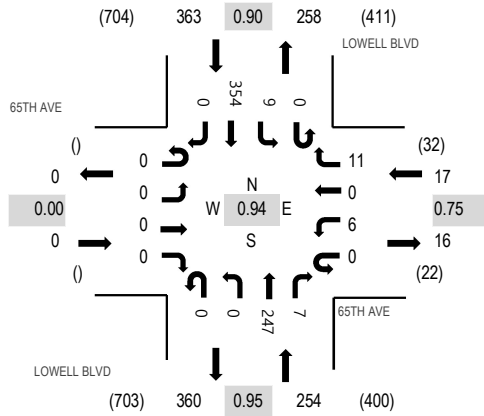 (704) 363 0.90 258 (411)
LOWELL BLVD
65TH AVE
0 354 9 0
() 0 11 (32)
0 N 17
0 0
0.00 W 0.94 E 0.75
0 6
0 S 16
() 0 0 (22)
0 0 247 7
65TH AVE
LOWELL BLVD
(703) 360 0.95 254 (400)